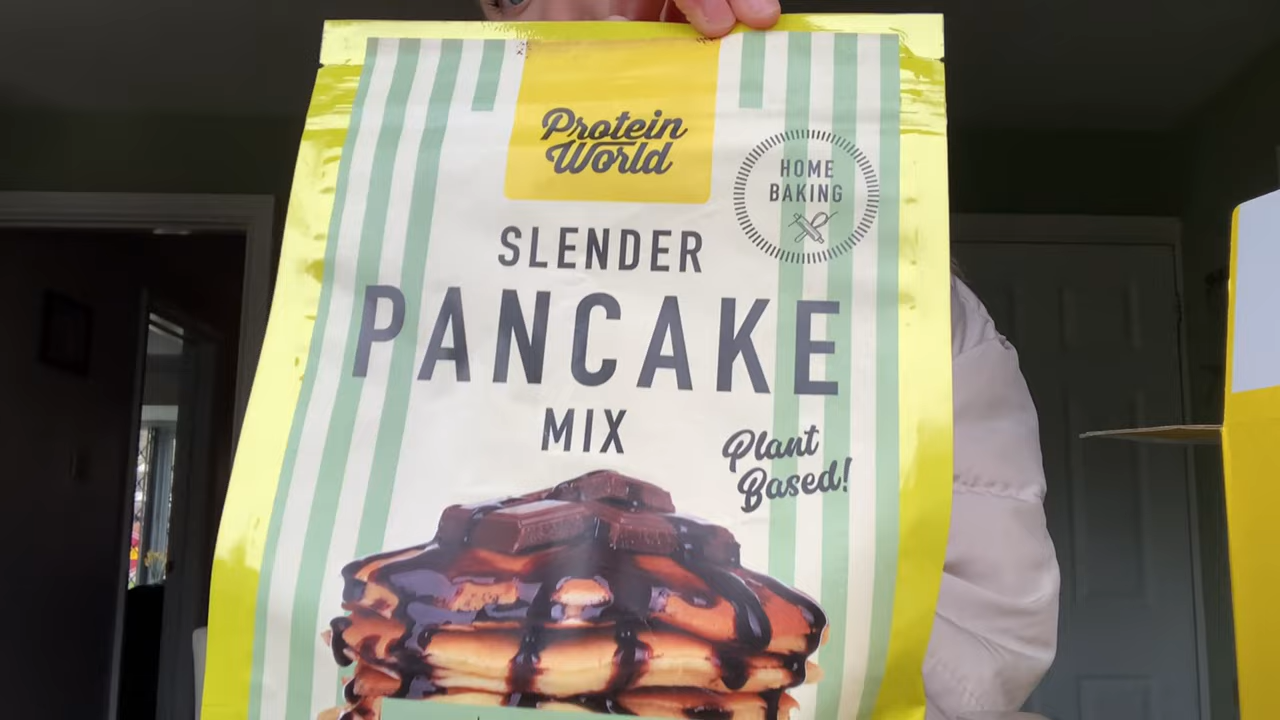 Protein
World
HOME
BAKING
SLENDER
PANCAKE
MIX
Plant
Based!